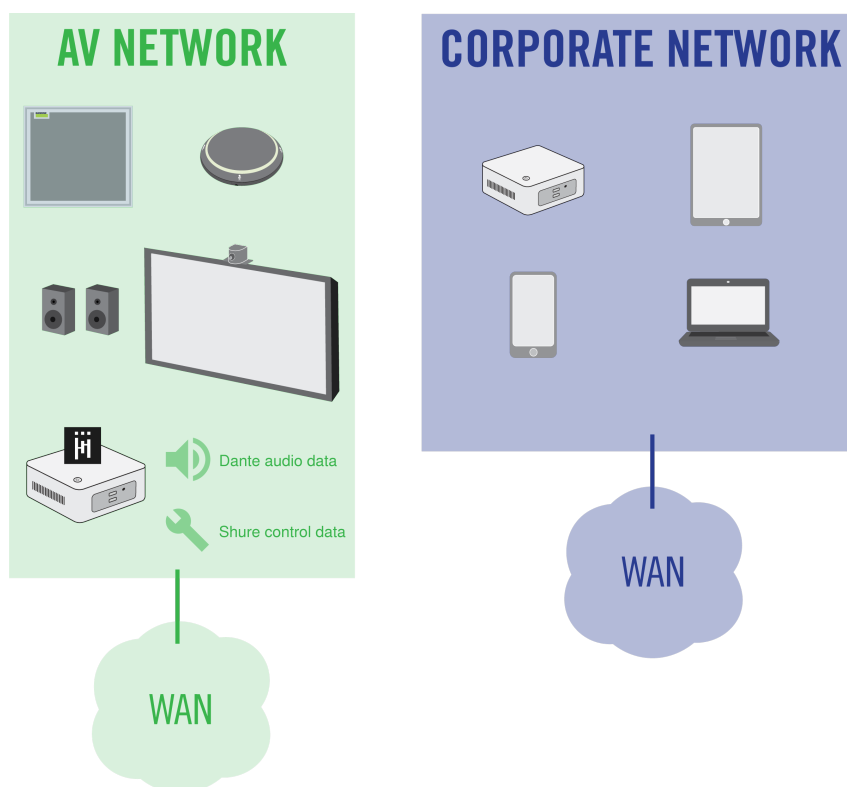 AV NETWORK
Dante audio data
Shure control data
WAN
CORPORATE NETWORK
WAN